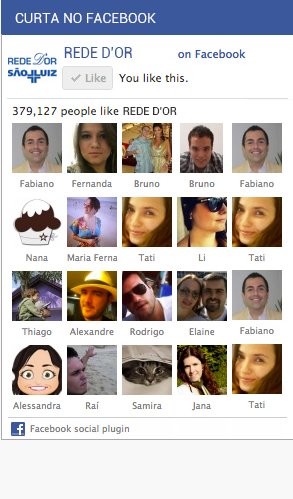 CURTA NO FACEBOOK
REDE D'OR
SÃO LUIZ
REDE D'OR on Facebook
Like You like this.
379,127 people like REDE D'OR
Fabiano Fernanda Bruno Bruno Fabiano
Nana Maria Ferna Tati Li Tati
Thiago Alexandre Rodrigo Elaine Fabiano
Alessandra Raí Samira Jana Tati
Facebook social plugin